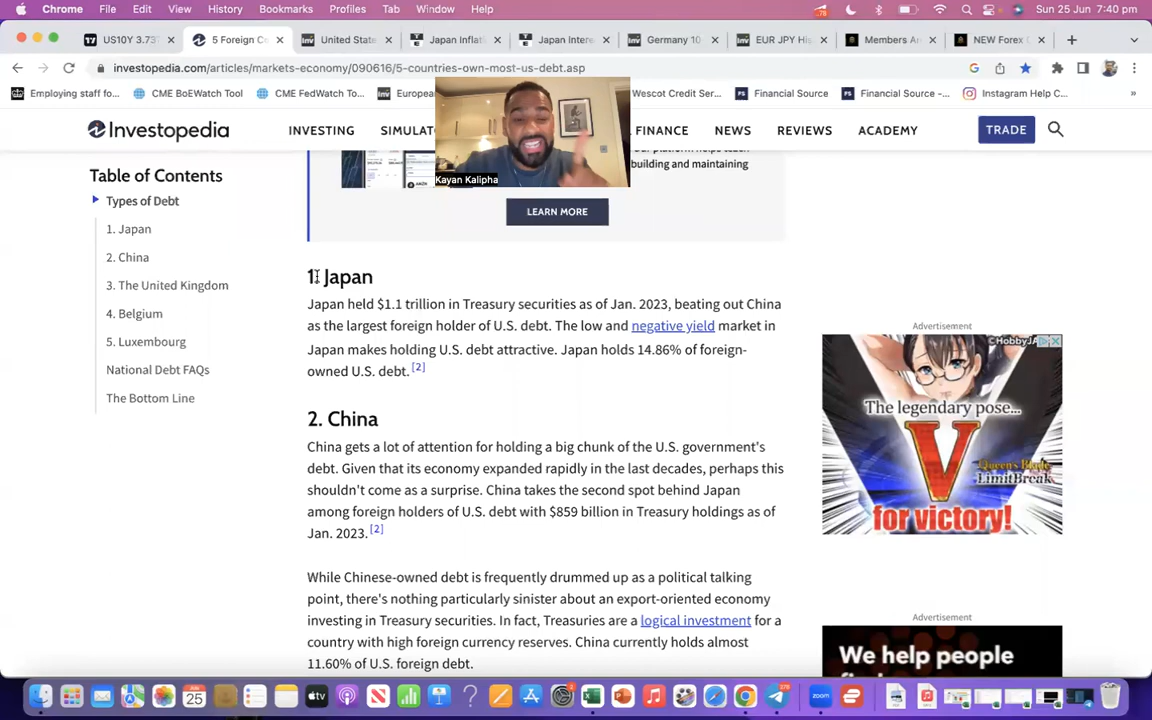 Chrome File Edit View History Bookmarks Profiles Tab Window Help Sun 25 Jun 7:40 pm
US10Y 3.73 5 Foreign Co United States Japan Inflat Japan Intere Germany 10 EUR JPY His Members Are NEW Forex C
investopedia.com/articles/markets-economy/090616/5-countries-own-most-us-debt.asp
Employing staff fo... CME BoEWatch Tool CME FedWatch To... European Wescot Credit Ser... Financial Source Financial Source -... Instagram Help C... »
Investopedia INVESTING SIMULAT FINANCE NEWS REVIEWS ACADEMY TRADE
building and maintaining
Kayan Kalipha
LEARN MORE
Table of Contents
Types of Debt
1. Japan
2. China
3. The United Kingdom
4. Belgium
5. Luxembourg
National Debt FAQs
The Bottom Line
1. Japan
Japan held $1.1 trillion in Treasury securities as of Jan. 2023, beating out China
as the largest foreign holder of U.S. debt. The low and negative yield market in
Japan makes holding U.S. debt attractive. Japan holds 14.86% of foreign-
owned U.S. debt. [2]
2. China
China gets a lot of attention for holding a big chunk of the U.S. government's
debt. Given that its economy expanded rapidly in the last decades, perhaps this
shouldn't come as a surprise. China takes the second spot behind Japan
among foreign holders of U.S. debt with $859 billion in Treasury holdings as of
Jan. 2023. [2]
While Chinese-owned debt is frequently drummed up as a political talking
point, there's nothing particularly sinister about an export-oriented economy
investing in Treasury securities. In fact, Treasuries are a logical investment for a
country with high foreign currency reserves. China currently holds almost
11.60% of U.S. foreign debt.
Advertisement
©HobbyJA
The legendary pose...
V
Queen's Blade
LimitBreak
for victory!
Advertisement
We help people